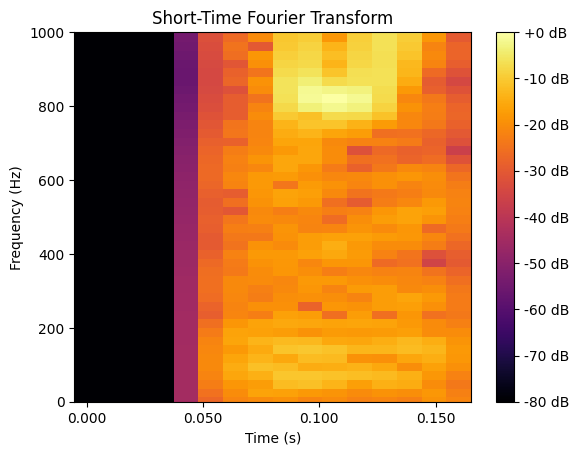 Short-Time Fourier Transform
1000
800
600
400
200
0
Frequency (Hz)
0.000
0.050
0.100
0.150
Time (s)
+0 dB
-10 dB
-20 dB
-30 dB
-40 dB
-50 dB
-60 dB
-70 dB
-80 dB